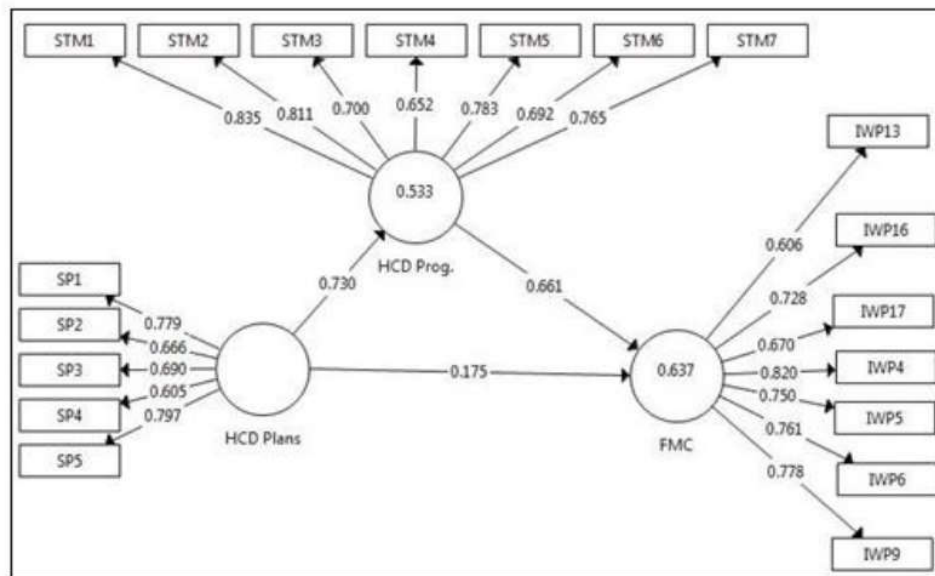 STM1 STM2 STM3 STM4 STM5 STM6 STM7
0.835 0.811 0.700 0.652 0.783 0.692 0.765
IWP13
0.533
HCD Prog.
0.606
IWP16
0.728
SP1
0.730
0.661
0.779
SP2
0.666
IWP17
0.670
SP3
0.690
0.175
0.637
0.820
IWP4
0.605
0.750
SP4
IWP5
0.797
HCD Plans
FMC
0.761
SP5
0.778
IWP6
IWP9